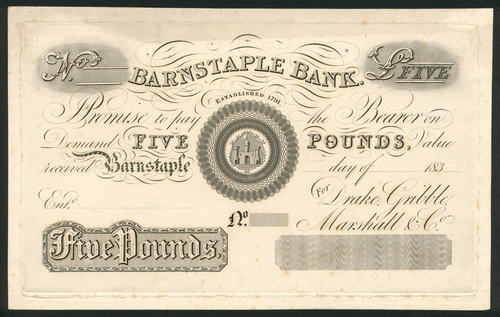 No. BARNSTAPLE BANK. £ FIVE
ESTABLISHED 1791.
I Promise to pay the Bearer on
Demand FIVE POUNDS, Value
received Barnstaple day of 183
Entd. For Drake, Gribble,
No. Marshall & Co.
Five Pounds,